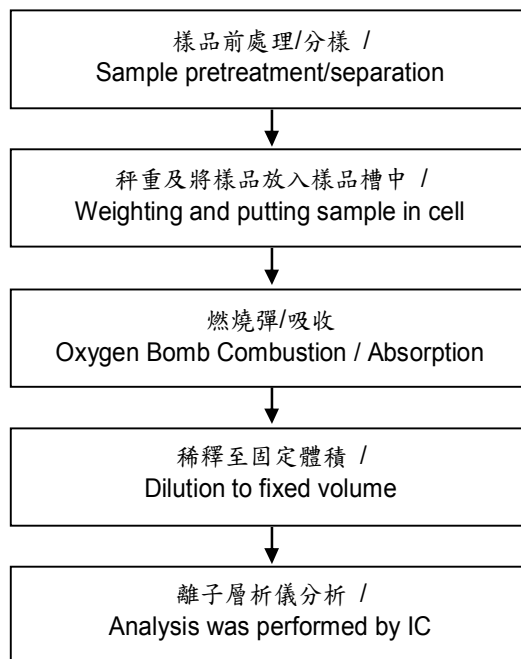 樣品前處理/分樣 /
Sample pretreatment/separation
秤重及將樣品放入樣品槽中 /
Weighting and putting sample in cell
燃燒彈/吸收
Oxygen Bomb Combustion / Absorption
稀釋至固定體積 /
Dilution to fixed volume
離子層析儀分析 /
Analysis was performed by IC